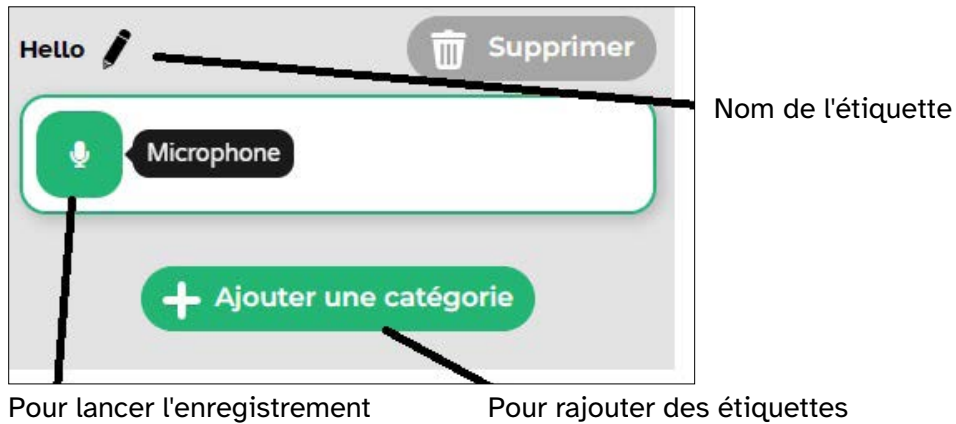 Hello
Supprimer
Nom de l'étiquette
Microphone
Ajouter une catégorie
Pour lancer l'enregistrement
Pour rajouter des étiquettes